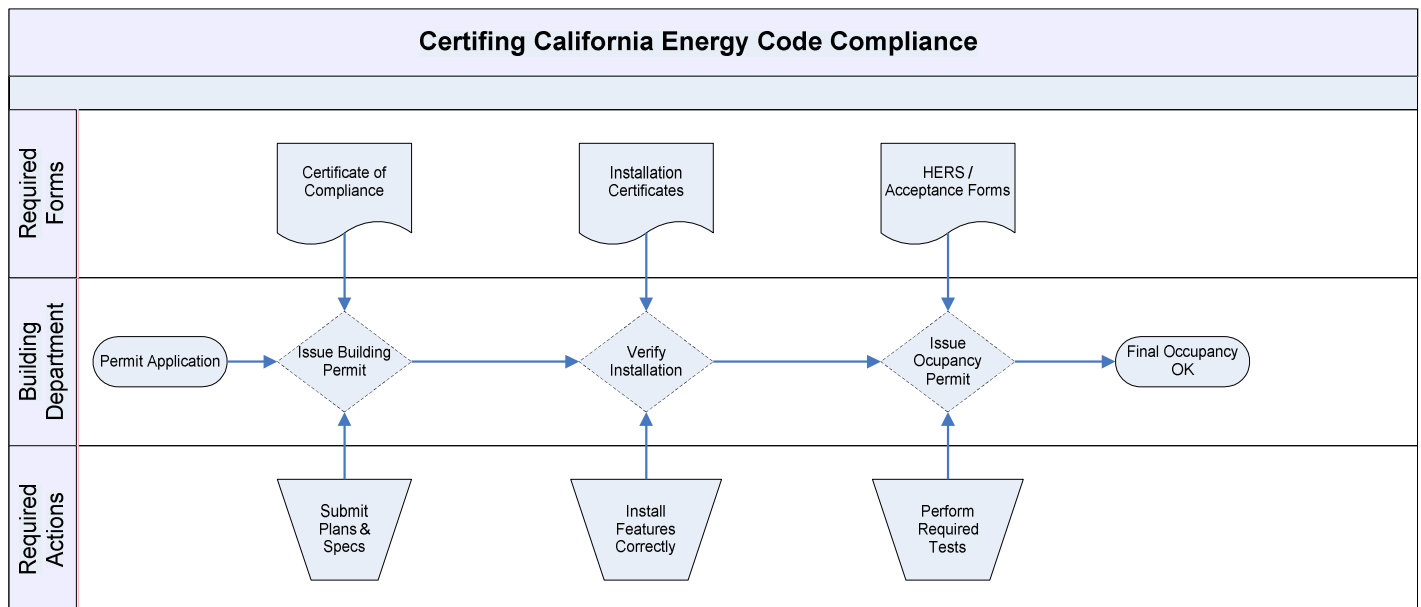 Certifing California Energy Code Compliance
Required
Forms
Certificate of
Compliance
Installation
Certificates
HERS /
Acceptance Forms
Building
Department
Permit Application
Issue Building
Permit
Verify
Installation
Issue
Ocupancy
Permit
Final Occupancy
OK
Required
Actions
Submit
Plans &
Specs
Install
Features
Correctly
Perform
Required
Tests